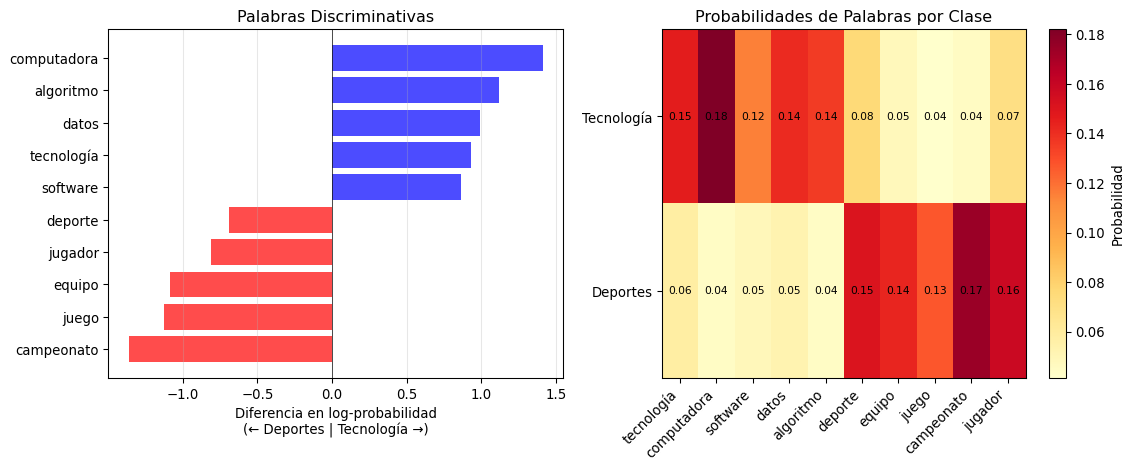 Palabras Discriminativas
computadora
algoritmo
datos
tecnología
software
deporte
jugador
equipo
juego
campeonato
−1.0
−0.5
0.0
0.5
1.0
1.5
Diferencia en log-probabilidad
(← Deportes | Tecnología →)
Probabilidades de Palabras por Clase
Tecnología
0.15 0.18 0.12 0.14 0.14 0.08 0.05 0.04 0.04 0.07
Deportes
0.06 0.04 0.05 0.05 0.04 0.15 0.14 0.13 0.17 0.16
tecnología
computadora
software
datos
algoritmo
deporte
equipo
juego
campeonato
jugador
0.18
0.16
0.14
0.12
0.10
0.08
0.06
Probabilidad